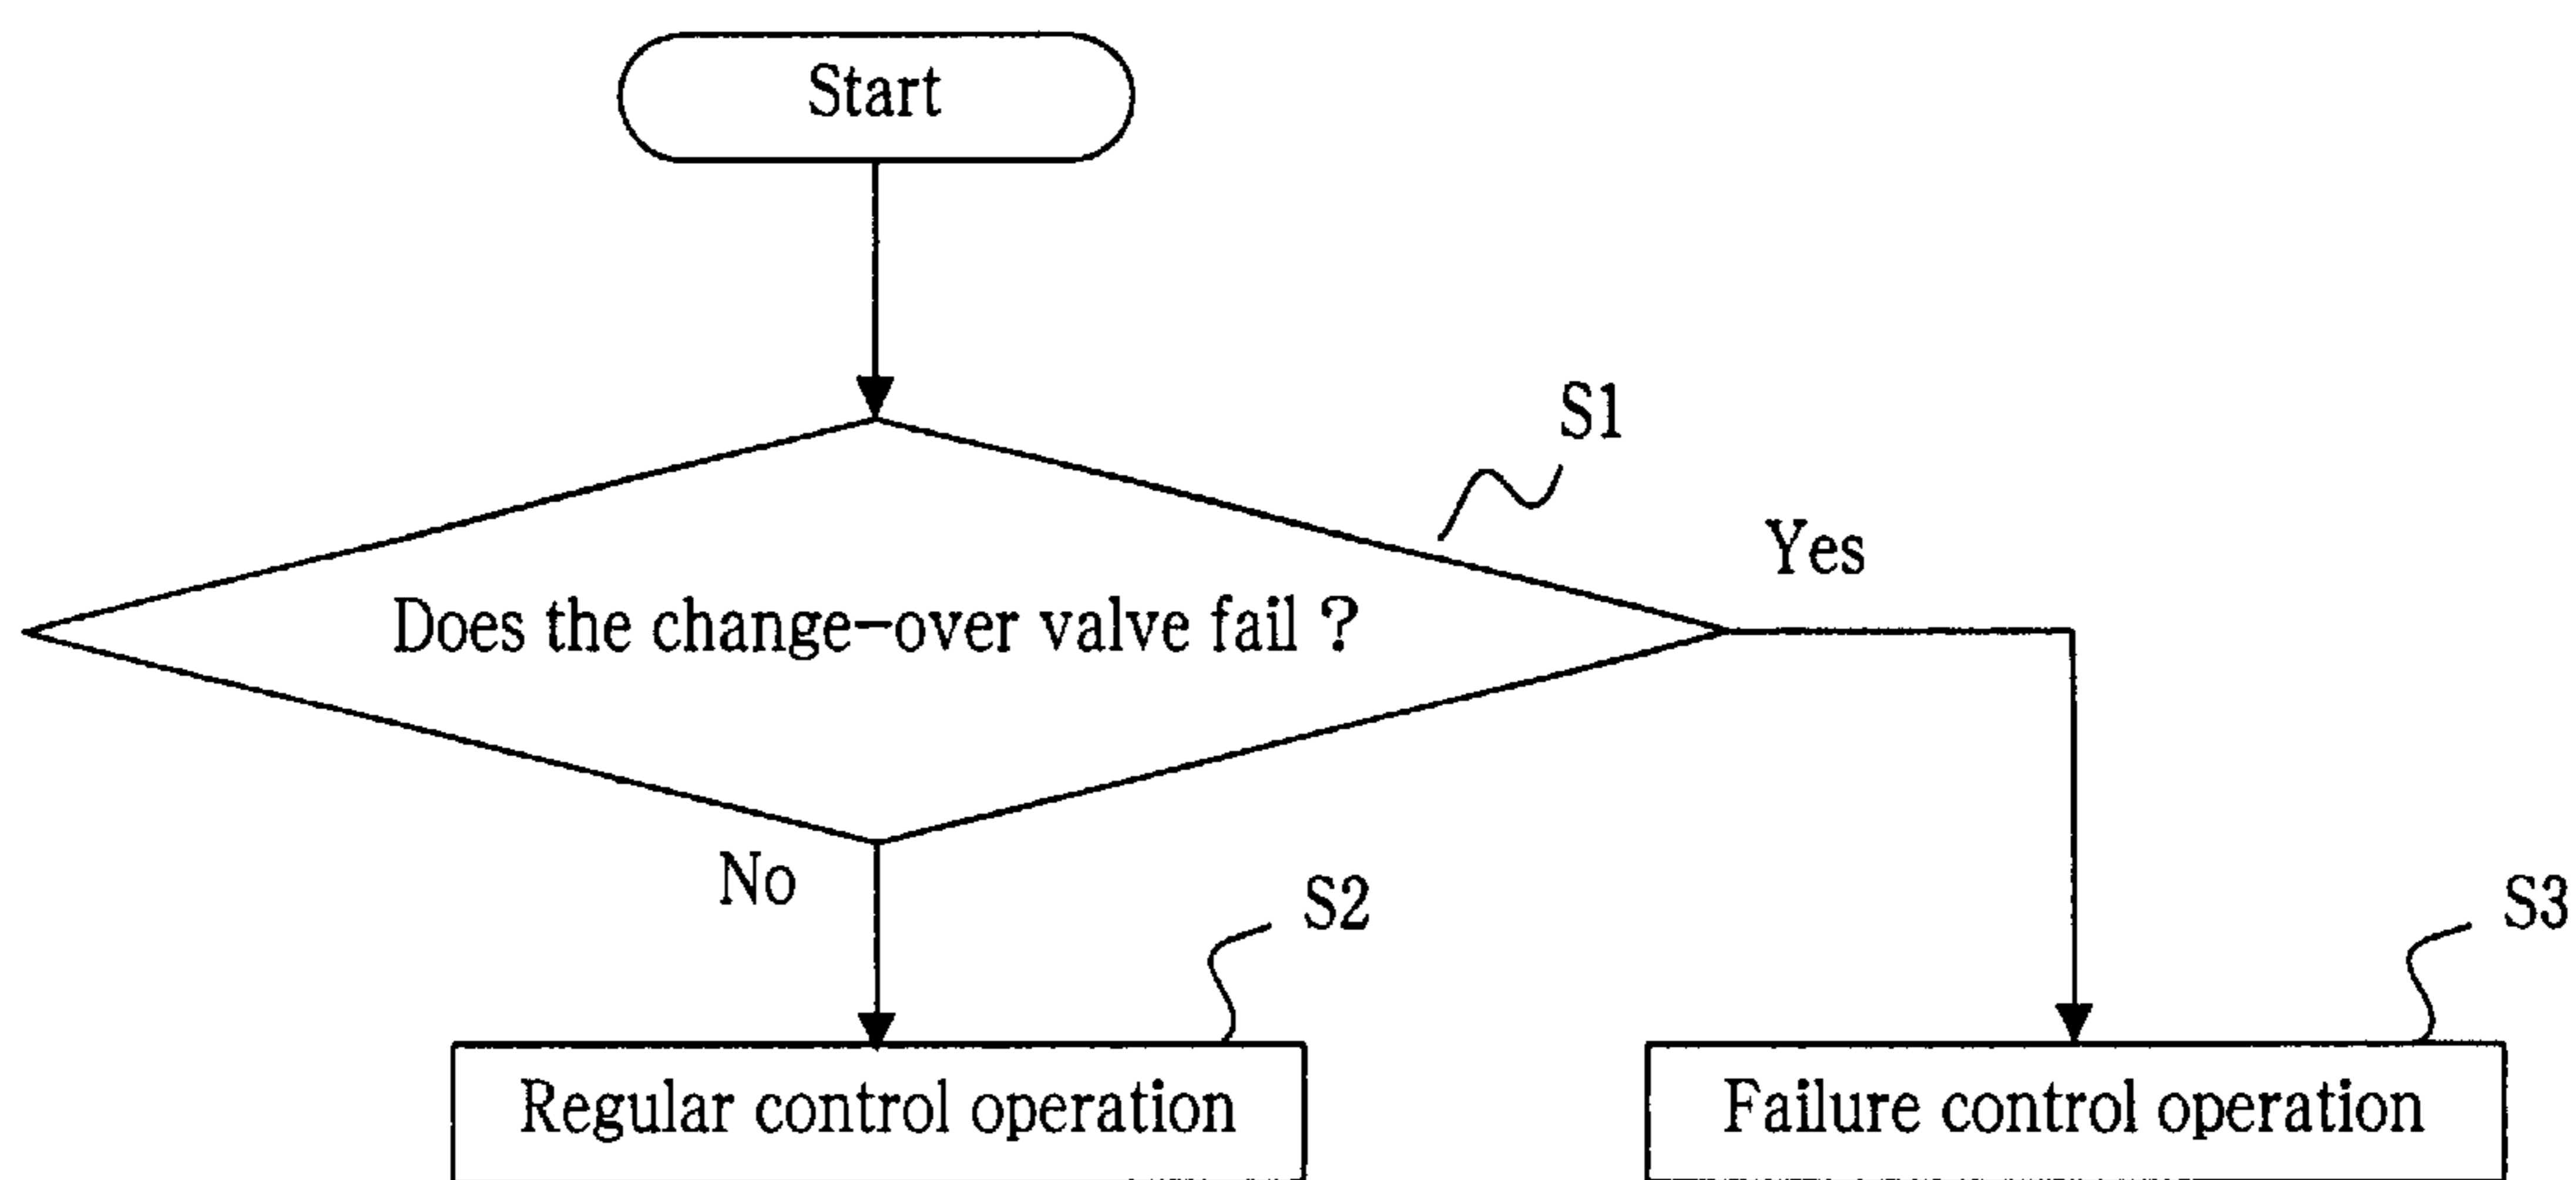 Start
S1
Yes
Does the change-over valve fail ?
No
S2
S3
Regular control operation
Failure control operation